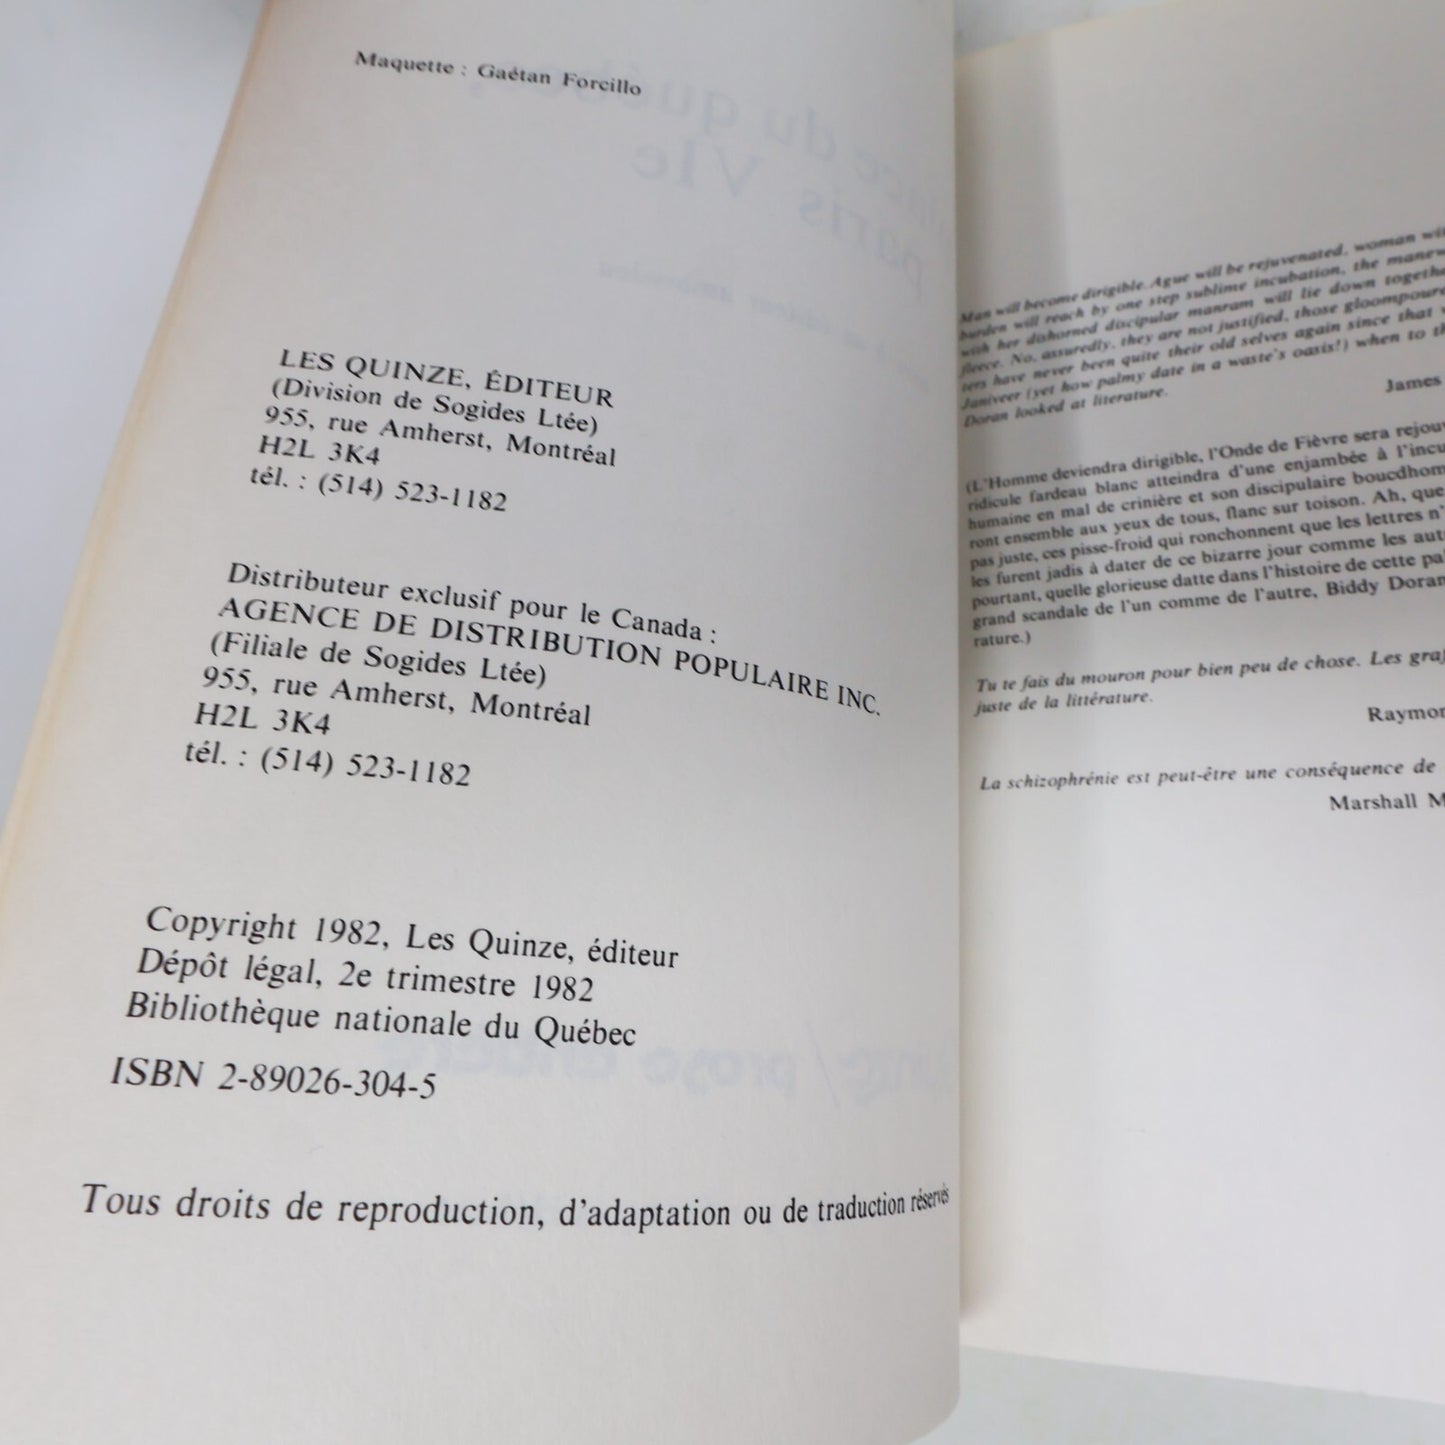 Maquette : Gaétan Forcillo
LES QUINZE, ÉDITEUR
(Division de Sogides Ltée)
955, rue Amherst, Montréal
H2L 3K4
tél. : (514) 523-1182
Distributeur exclusif pour le Canada :
AGENCE DE DISTRIBUTION POPULAIRE INC.
(Filiale de Sogides Ltée)
955, rue Amherst, Montréal
H2L 3K4
tél. : (514) 523-1182
Copyright 1982, Les Quinze, éditeur
Dépôt légal, 2e trimestre 1982
Bibliothèque nationale du Québec
ISBN 2-89026-304-5
Tous droits de reproduction, d'adaptation ou de traduction réservés
Man will become dirigible. Ague will be rejuvenated, woman
burden will reach by one step sublime incubation, the
with her dishorned discipular manram will lie down
fleece. No, assuredly, they are not justified, those
ters have never been quite their old selves again since that
Janiveer (yet how palmy date in a waste's oasis!) when to
Doran looked at literature.
James
(L'Homme deviendra dirigible, l'Onde de Fièvre sera
ridicule fardeau blanc atteindra d'une enjambée à
humaine en mal de crinière et son discipulaire
ront ensemble aux yeux de tous, flanc sur toison. Ah, que
pas juste, ces pisse-froid qui ronchonnent que les lettres
les furent jadis à dater de ce bizarre jour comme les
pourtant, quelle glorieuse datte dans l'histoire de cette
grand scandale de l'un comme de l'autre, Biddy Doran
rature.)
Tu te fais du mouron pour bien peu de chose. Les
juste de la littérature.
La schizophrénie est peut-être une conséquence de
Marshall